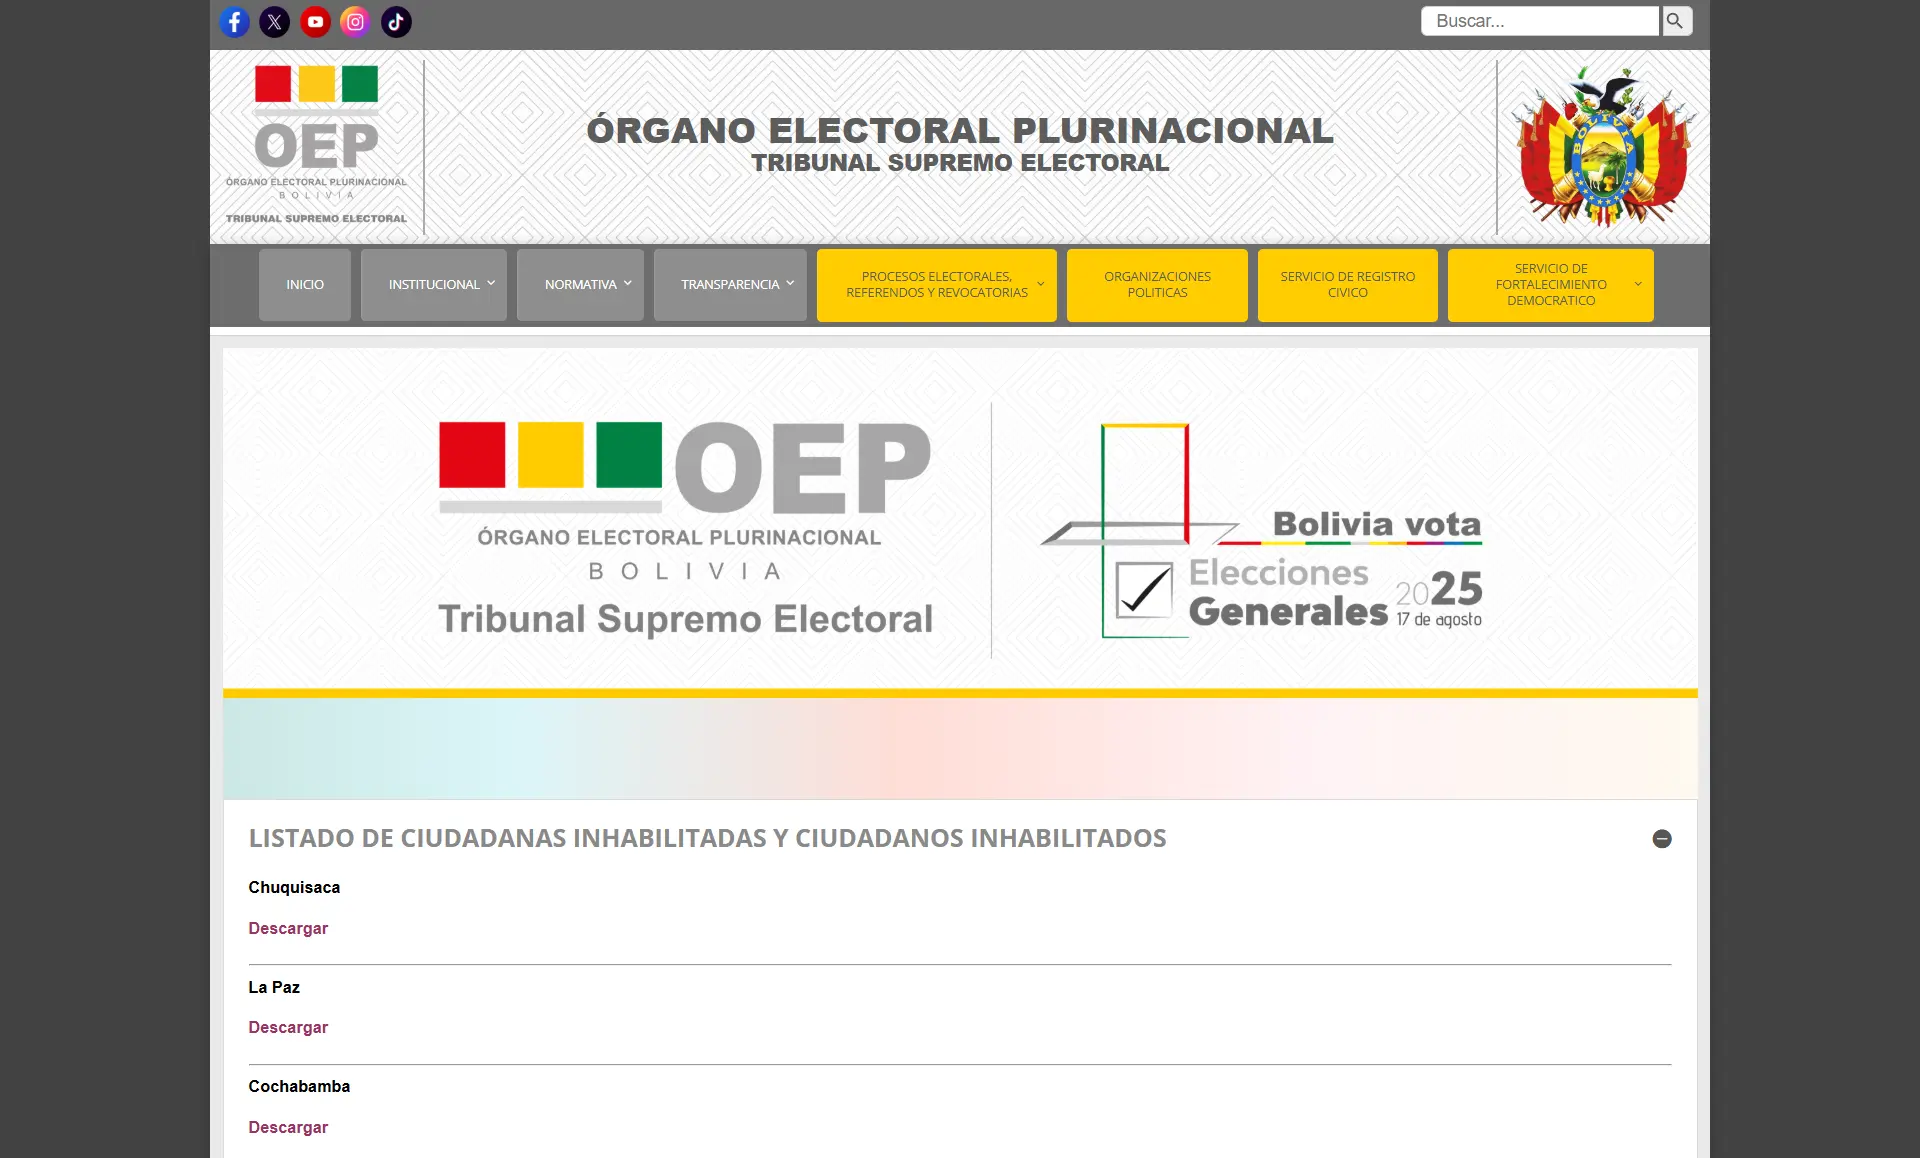 Buscar...
OEP
ÓRGANO ELECTORAL PLURINACIONAL
BOLIVIA
TRIBUNAL SUPREMO ELECTORAL
ÓRGANO ELECTORAL PLURINACIONAL
TRIBUNAL SUPREMO ELECTORAL
BOLIVIA
INICIO
INSTITUCIONAL
NORMATIVA
TRANSPARENCIA
PROCESOS ELECTORALES,
REFERENDOS Y REVOCATORIAS
ORGANIZACIONES
POLITICAS
SERVICIO DE REGISTRO
CIVICO
SERVICIO DE
FORTALECIMIENTO
DEMOCRATICO
OEP
ÓRGANO ELECTORAL PLURINACIONAL
BOLIVIA
Tribunal Supremo Electoral
Bolivia vota
Elecciones
Generales 2025
17 de agosto
LISTADO DE CIUDADANAS INHABILITADAS Y CIUDADANOS INHABILITADOS
Chuquisaca
Descargar
La Paz
Descargar
Cochabamba
Descargar